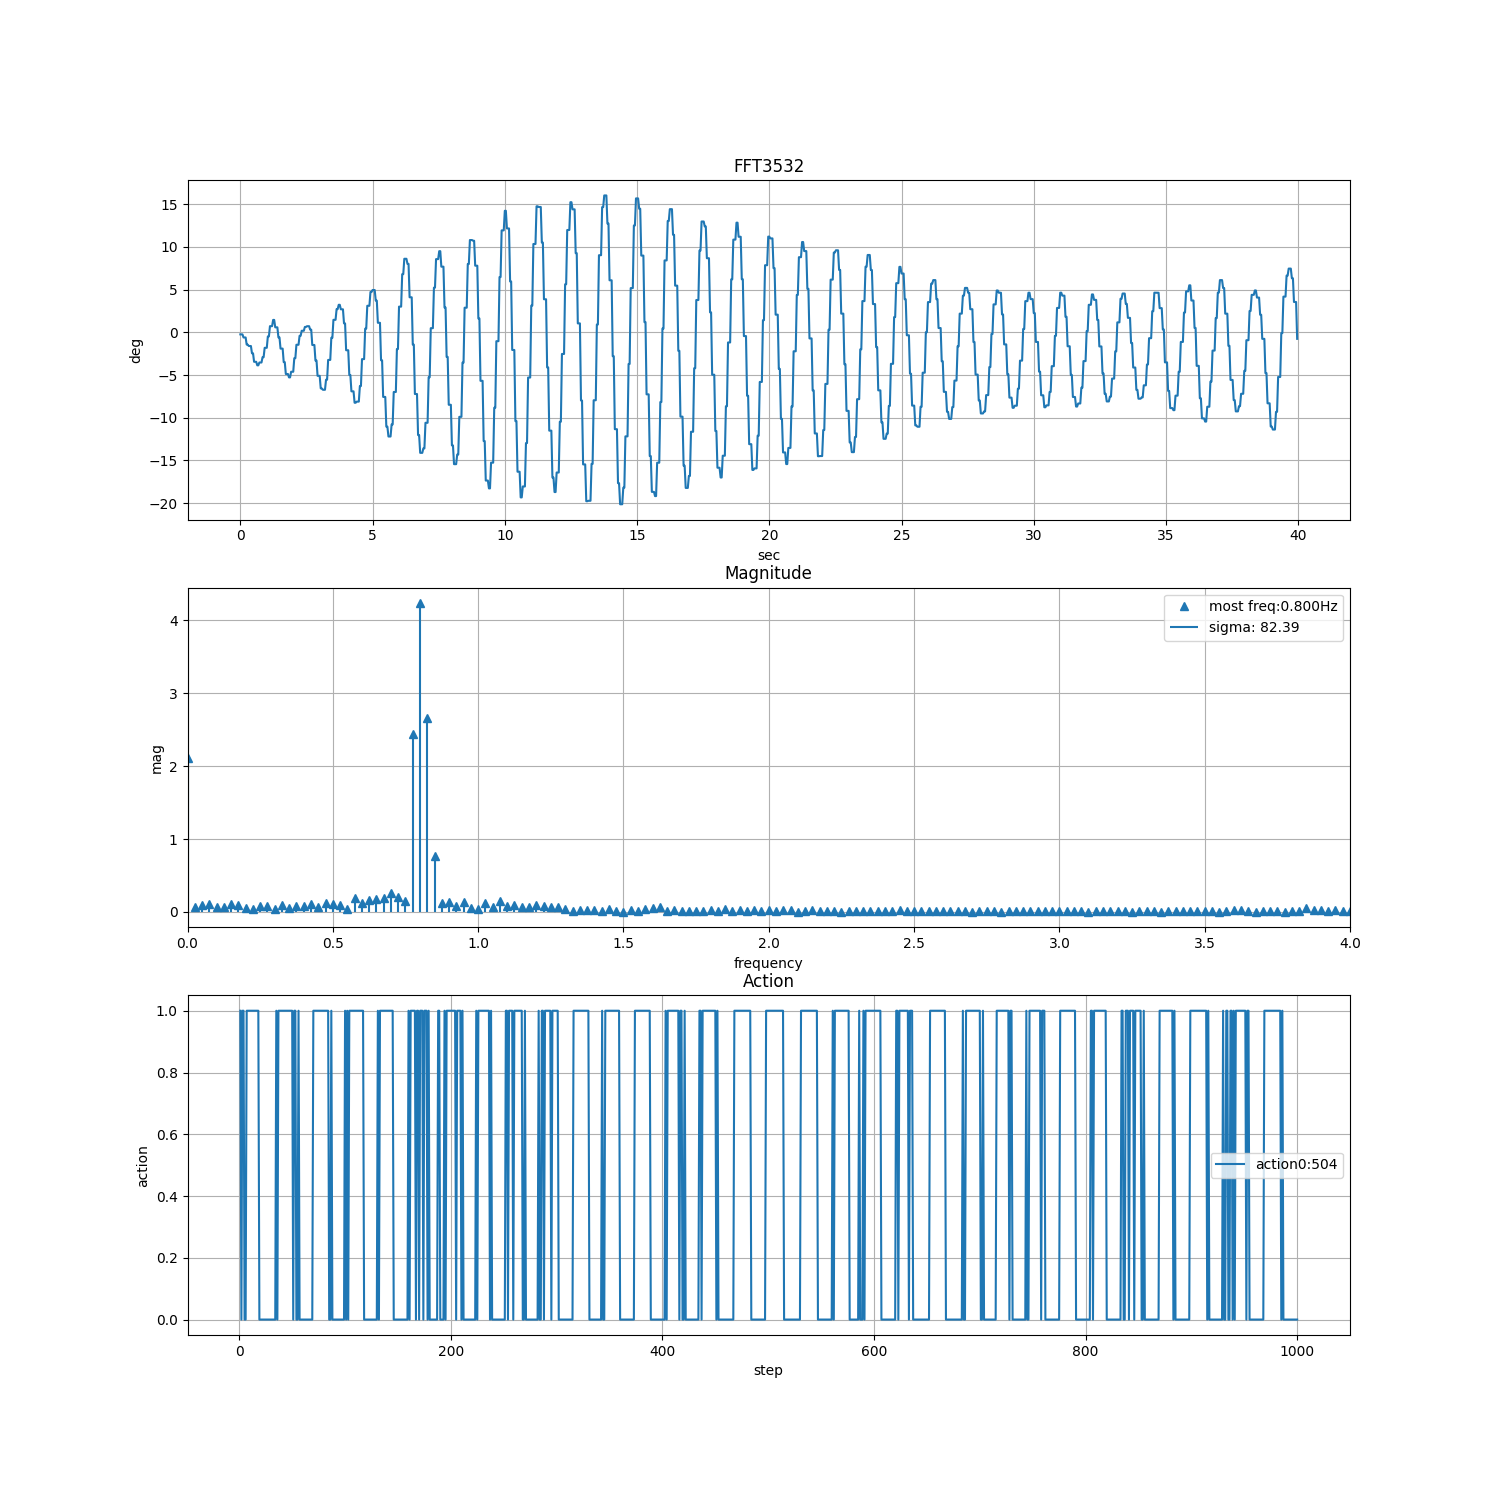 FFT3532
15
10
5
0
−5
−10
−15
−20
deg
0 5 10 15 20 25 30 35 40
sec
Magnitude
4
3
2
1
0
mag
most freq:0.800Hz
sigma: 82.39
0.0 0.5 1.0 1.5 2.0 2.5 3.0 3.5 4.0
frequency
Action
1.0
0.8
0.6
0.4
0.2
0.0
action
action0:504
0 200 400 600 800 1000
step